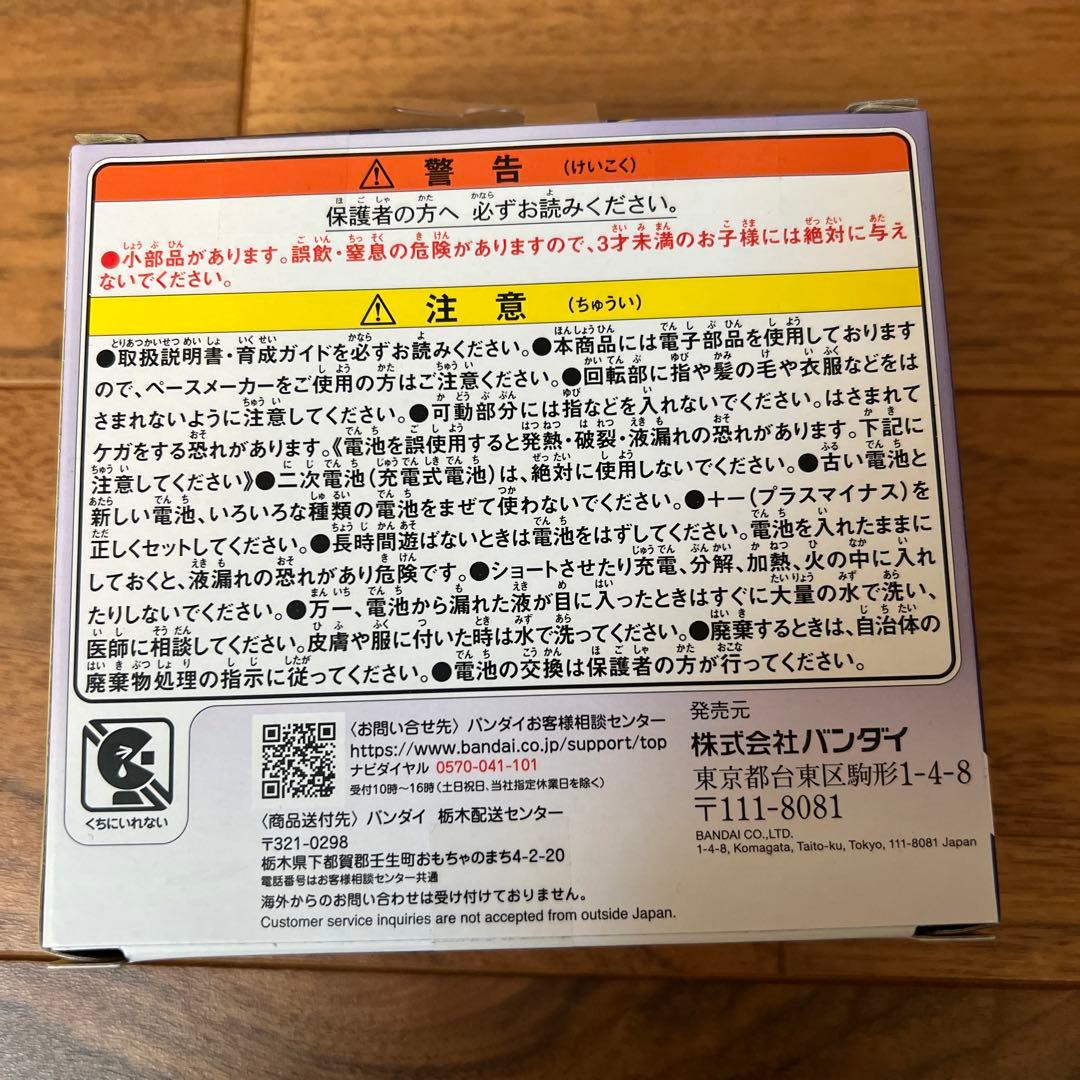 警告 (けいこく)
保護者の方へ 必ずお読みください。
●小部品があります。誤飲・窒息の危険がありますので、3才未満のお子様には絶対に与え
ないでください。
注意 (ちゅうい)
●取扱説明書・育成ガイドを必ずお読みください。●本商品には電子部品を使用しております
ので、ペースメーカーをご使用の方はご注意ください。●回転部に指や髪の毛や衣服などをは
さまれないように注意してください。●可動部分には指などを入れないでください。はさまれて
ケガをする恐れがあります。《電池を誤使用すると発熱・破裂・液漏れの恐れがあります。下記に
注意してください》●二次電池(充電式電池)は、絶対に使用しないでください。●古い電池と
新しい電池、いろいろな種類の電池をまぜて使わないでください。●+-(プラスマイナス)を
正しくセットしてください。●長時間遊ばないときは電池をはずしてください。電池を入れたままに
しておくと、液漏れの恐れがあり危険です。●ショートさせたり充電、分解、加熱、火の中に入れ
たりしないでください。●万一、電池から漏れた液が目に入ったときはすぐに大量の水で洗い、
医師に相談してください。皮膚や服に付いた時は水で洗ってください。●廃棄するときは、自治体の
廃棄物処理の指示に従ってください。●電池の交換は保護者の方が行ってください。
くちにいれない
〈お問い合せ先〉バンダイお客様相談センター
https://www.bandai.co.jp/support/top
ナビダイヤル 0570-041-101
受付10時~16時(土日祝日、当社指定休業日を除く)
〈商品送付先〉バンダイ 栃木配送センター
〒321-0298
栃木県下都賀郡壬生町おもちゃのまち4-2-20
電話番号はお客様相談センター共通
海外からのお問い合わせは受け付けておりません。
Customer service inquiries are not accepted from outside Japan.
発売元
株式会社バンダイ
東京都台東区駒形1-4-8
〒111-8081
BANDAI CO.,LTD.
1-4-8, Komagata, Taito-ku, Tokyo, 111-8081 Japan